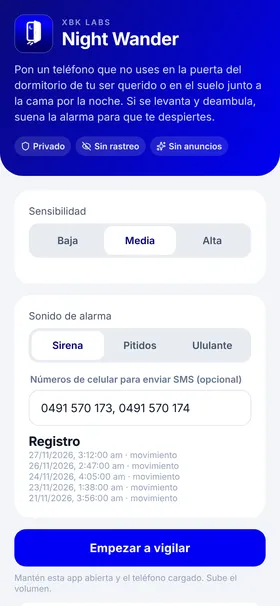 XBK LABS
Night Wander
Pon un teléfono que no uses en la puerta del
dormitorio de tu ser querido o en el suelo junto a
la cama por la noche. Si se levanta y deambula,
suena la alarma para que te despiertes.
Privado
Sin rastreo
Sin anuncios
Sensibilidad
Baja
Media
Alta
Sonido de alarma
Sirena
Pitidos
Ululante
Números de celular para enviar SMS (opcional)
0491 570 173, 0491 570 174
Registro
27/11/2026, 3:12:00 am · movimiento
26/11/2026, 2:47:00 am · movimiento
24/11/2026, 4:05:00 am · movimiento
23/11/2026, 1:38:00 am · movimiento
21/11/2026, 3:56:00 am · movimiento
Empezar a vigilar
Mantén esta app abierta y el teléfono cargado. Sube el
volumen.